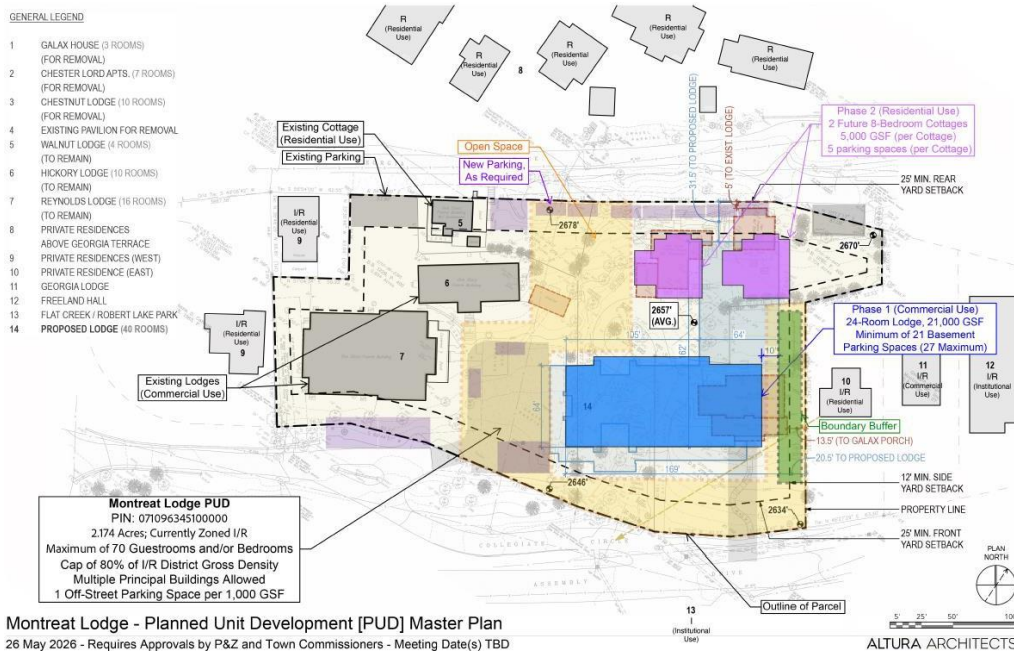 GENERAL LEGEND
1 GALAX HOUSE (3 ROOMS)
(FOR REMOVAL)
2 CHESTER LORD APTS. (7 ROOMS)
(FOR REMOVAL)
3 CHESTNUT LODGE (10 ROOMS)
(FOR REMOVAL)
4 EXISTING PAVILION FOR REMOVAL
5 WALNUT LODGE (4 ROOMS)
(TO REMAIN)
6 HICKORY LODGE (10 ROOMS)
(TO REMAIN)
7 REYNOLDS LODGE (16 ROOMS)
(TO REMAIN)
8 PRIVATE RESIDENCES
ABOVE GEORGIA TERRACE
9 PRIVATE RESIDENCES (WEST)
10 PRIVATE RESIDENCE (EAST)
11 GEORGIA LODGE
12 FREELAND HALL
13 FLAT CREEK / ROBERT LAKE PARK
14 PROPOSED LODGE (40 ROOMS)
R
(Residential
Use)
R
(Residential
Use)
R
(Residential
Use)
R
(Residential
Use)
R
(Residential
Use)
8
Existing Cottage
(Residential Use)
Existing Parking
Open Space
New Parking,
As Required
31.5' (TO PROPOSED LODGE)
5' (TO EXIST. LODGE)
Phase 2 (Residential Use)
2 Future 8-Bedroom Cottages
5,000 GSF (per Cottage)
5 parking spaces (per Cottage)
25' MIN. REAR
YARD SETBACK
I/R
(Residential
Use)
9
5
2678'
2670'
6
2657'
(AVG.)
Phase 1 (Commercial Use)
24-Room Lodge, 21,000 GSF
Minimum of 21 Basement
Parking Spaces (27 Maximum)
I/R
(Residential
Use)
9
7
105'
64'
62'
10'
64'
14
169'
Existing Lodges
(Commercial Use)
10
I/R
(Residential
Use)
11
I/R
(Commercial
Use)
12
I/R
(Institutional
Use)
Boundary Buffer
13.5' (TO GALAX PORCH)
20.5' TO PROPOSED LODGE
12' MIN. SIDE
YARD SETBACK
PROPERTY LINE
25' MIN. FRONT
YARD SETBACK
2646'
2634'
Montreat Lodge PUD
PIN: 071096345100000
2.174 Acres; Currently Zoned I/R
Maximum of 70 Guestrooms and/or Bedrooms
Cap of 80% of I/R District Gross Density
Multiple Principal Buildings Allowed
1 Off-Street Parking Space per 1,000 GSF
COLLEGIATE CIRCLE
ASSEMBLY DRIVE
Outline of Parcel
13
I/R
(Institutional
Use)
PLAN
NORTH
5' 25' 50' 100'
Montreat Lodge - Planned Unit Development [PUD] Master Plan
26 May 2026 - Requires Approvals by P&Z and Town Commissioners - Meeting Date(s) TBD
ALTURA ARCHITECTS